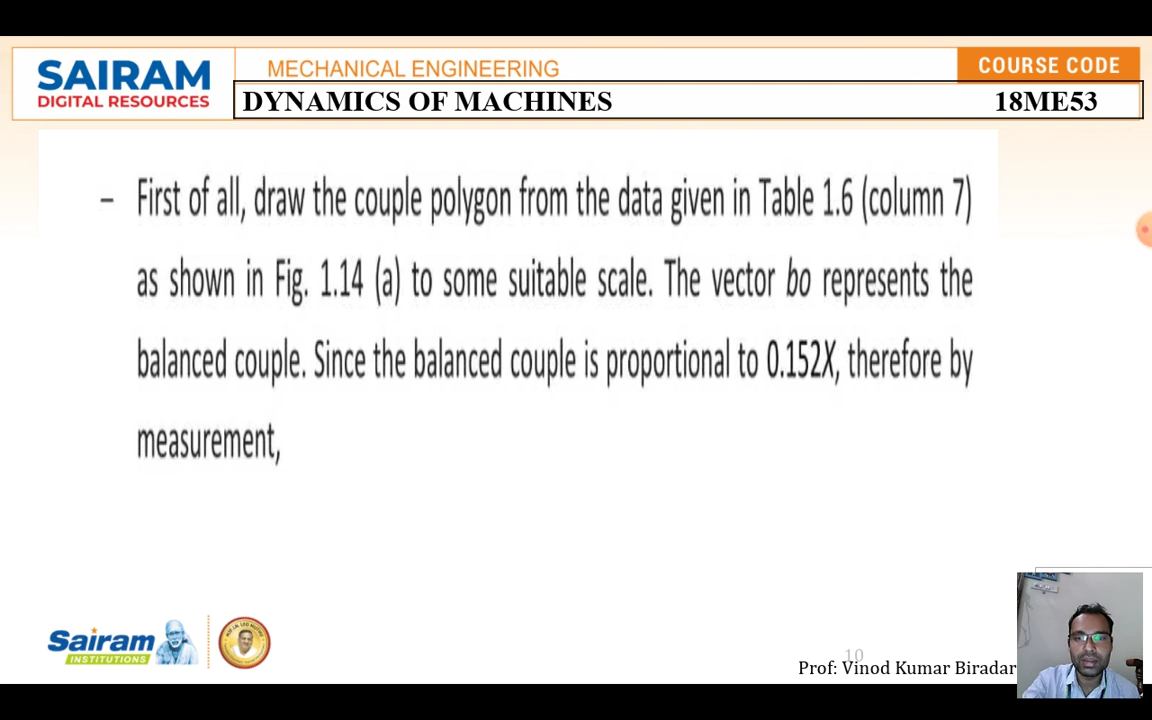 SAIRAM
DIGITAL RESOURCES
MECHANICAL ENGINEERING
COURSE CODE
DYNAMICS OF MACHINES
18ME53
– First of all, draw the couple polygon from the data given in Table 1.6 (column 7)
as shown in Fig. 1.14 (a) to some suitable scale. The vector bo represents the
balanced couple. Since the balanced couple is proportional to 0.152X, therefore by
measurement,
Sairam
INSTITUTIONS
10
Prof: Vinod Kumar Biradar